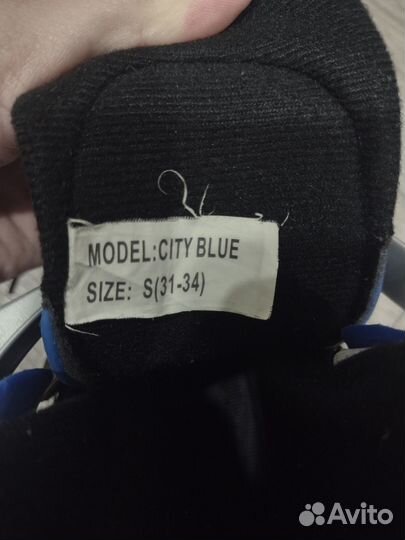 MODEL:CITY BLUE
SIZE: S(31-34)
Avito